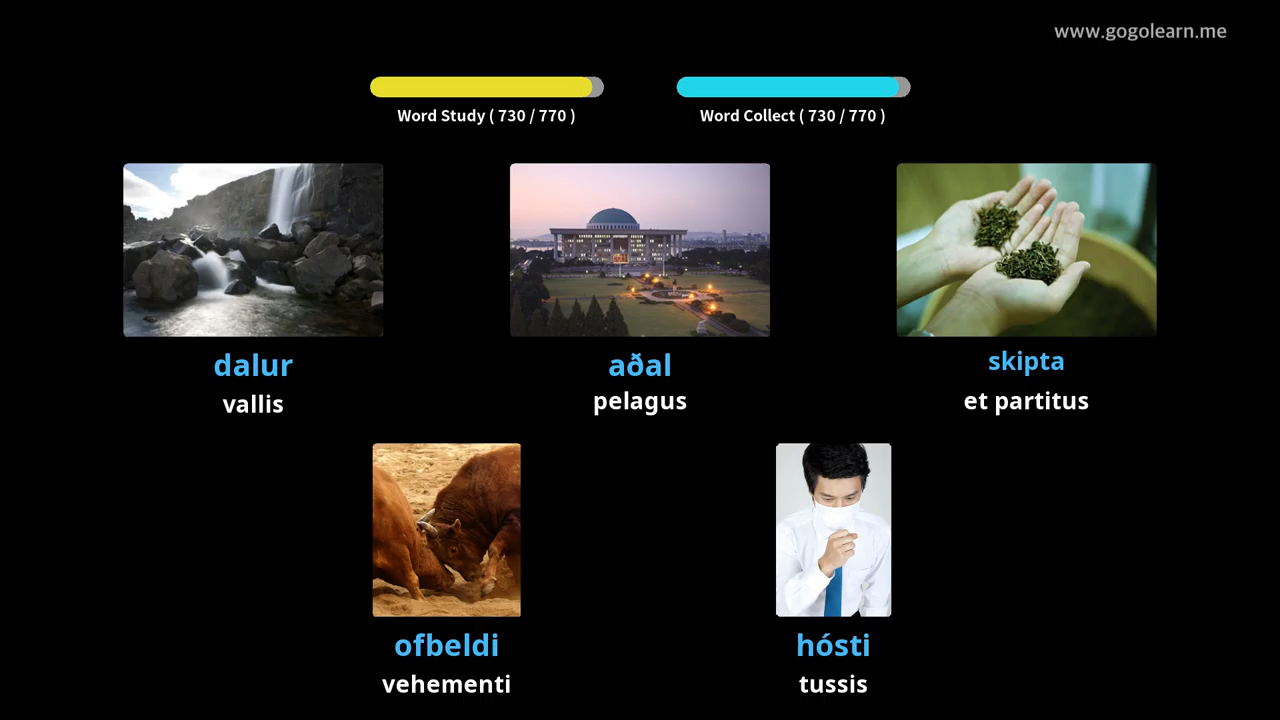 www.gogolearn.me
Word Study ( 730 / 770 )
Word Collect ( 730 / 770 )
dalur
vallis
aðal
pelagus
skipta
et partitus
ofbeldi
vehementi
hósti
tussis